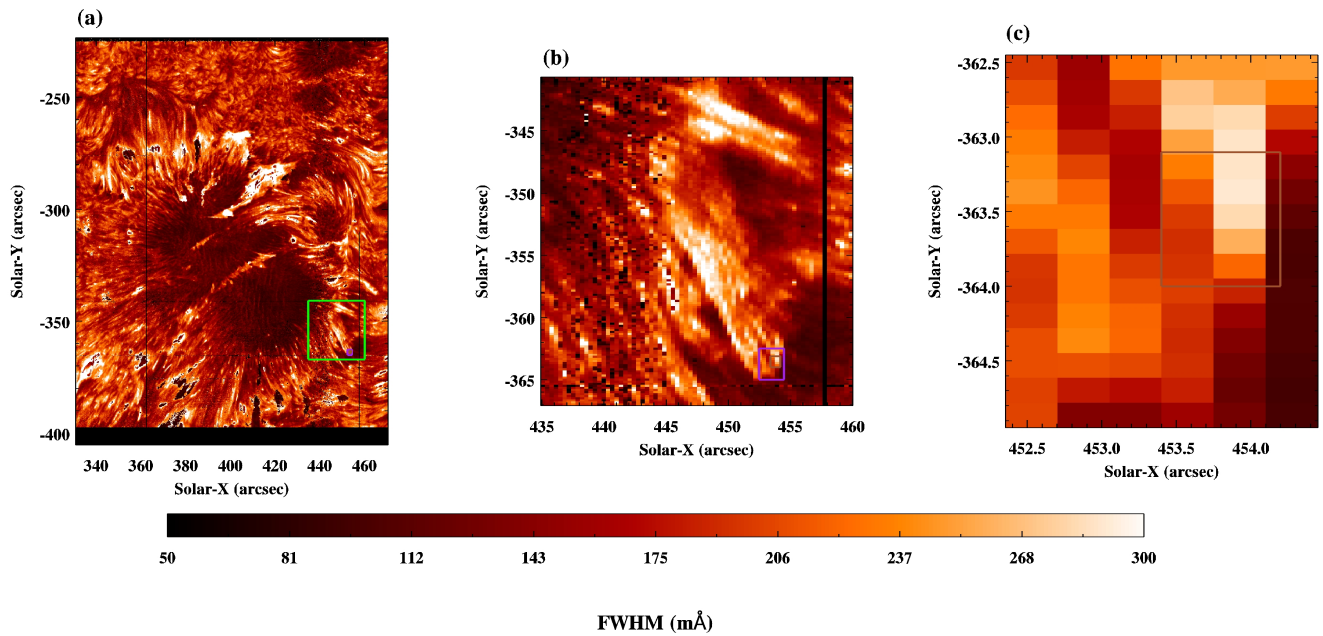 (a)
-250
-300
-350
-400
Solar-Y (arcsec)
340 360 380 400 420 440 460
Solar-X (arcsec)
(b)
-345
-350
-355
-360
-365
Solar-Y (arcsec)
435 440 445 450 455 460
Solar-X (arcsec)
(c)
-362.5
-363.0
-363.5
-364.0
-364.5
Solar-Y (arcsec)
452.5 453.0 453.5 454.0
Solar-X (arcsec)
50 81 112 143 175 206 237 268 300
FWHM (mÅ)